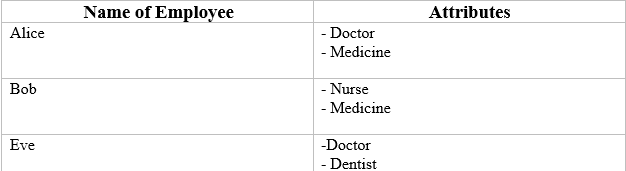 Name of Employee Attributes
Alice - Doctor
- Medicine
Bob - Nurse
- Medicine
Eve -Doctor
- Dentist